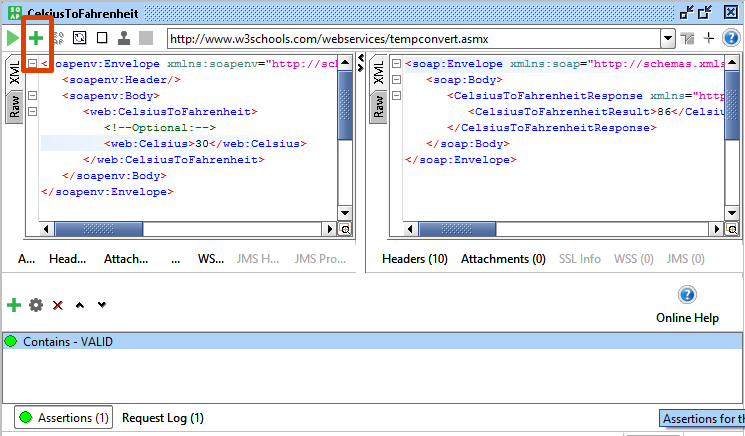 CelsiusToFahrenheit
http://www.w3schools.com/webservices/tempconvert.asmx
XML
Raw
<soapenv:Envelope xmlns:soapenv="http://sch
<soapenv:Header/>
<soapenv:Body>
<web:CelsiusToFahrenheit>
<!--Optional:-->
<web:Celsius>30</web:Celsius>
</web:CelsiusToFahrenheit>
</soapenv:Body>
</soapenv:Envelope>
A... Head... Attach... ... WS... JMS H... JMS Pro...
XML
Raw
<soap:Envelope xmlns:soap="http://schemas.xmls
<soap:Body>
<CelsiusToFahrenheitResponse xmlns="http
<CelsiusToFahrenheitResult>86</Celsiu
</CelsiusToFahrenheitResponse>
</soap:Body>
</soap:Envelope>
Headers (10) Attachments (0) SSL Info WSS (0) JMS (0)
Online Help
Contains - VALID
Assertions (1) Request Log (1)
Assertions for th